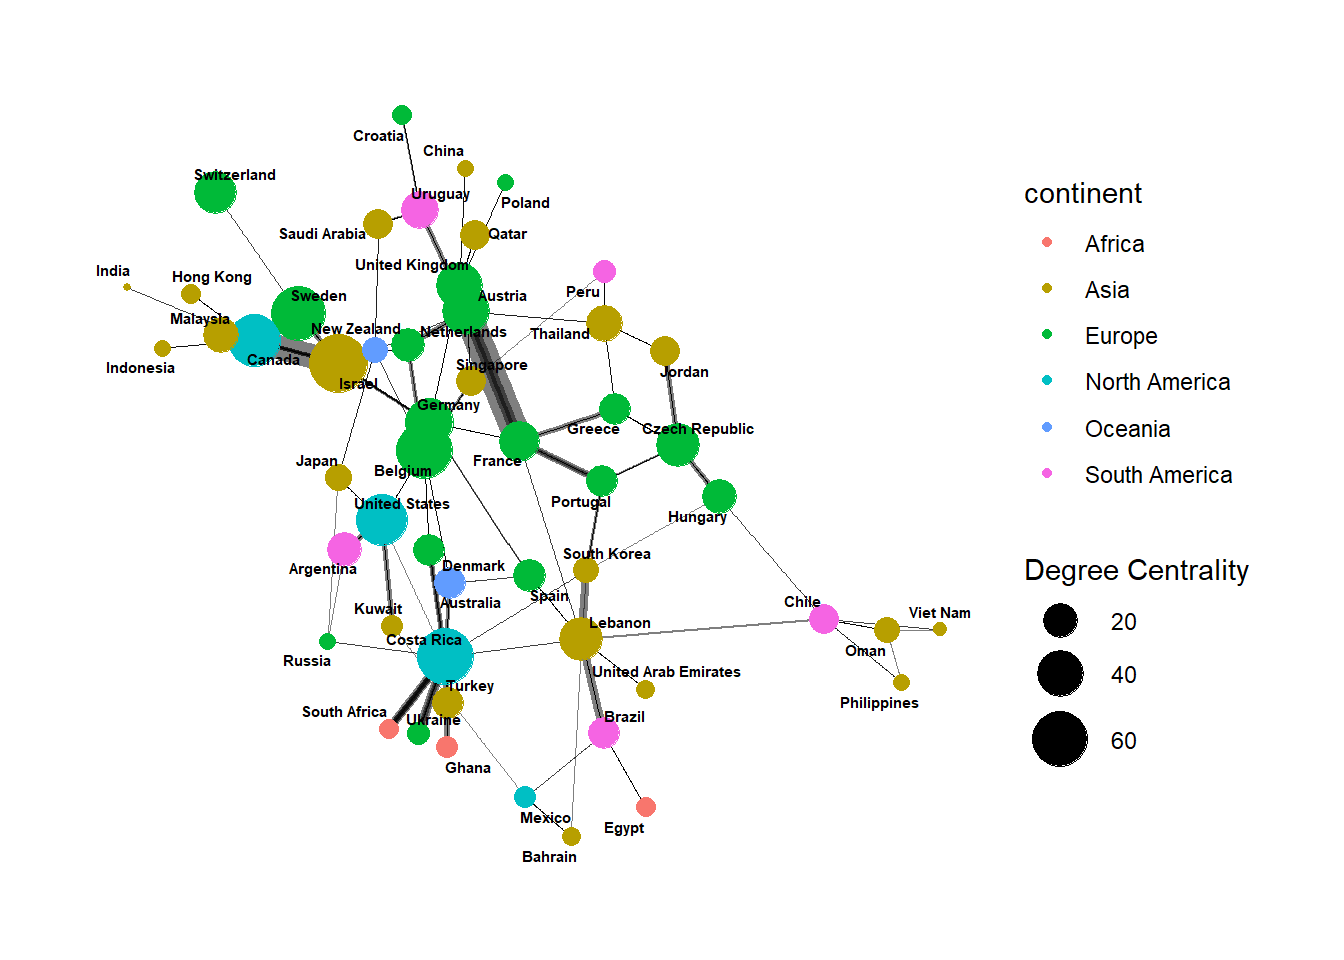 Croatia
China
Switzerland
Uruguay
Poland
Saudi Arabia
Qatar
India
Hong Kong
United Kingdom
Peru
Sweden
Austria
Malaysia
New Zealand
Netherlands
Thailand
Indonesia
Canada
Israel
Singapore
Jordan
Germany
Greece
Czech Republic
Japan
Belgium
France
United States
Portugal
Hungary
Argentina
Denmark
South Korea
Kuwait
Australia
Spain
Chile
Viet Nam
Costa Rica
Lebanon
Oman
Russia
Turkey
United Arab Emirates
Philippines
South Africa
Ukraine
Brazil
Ghana
Mexico
Egypt
Bahrain
continent
Africa
Asia
Europe
North America
Oceania
South America
Degree Centrality
20
40
60